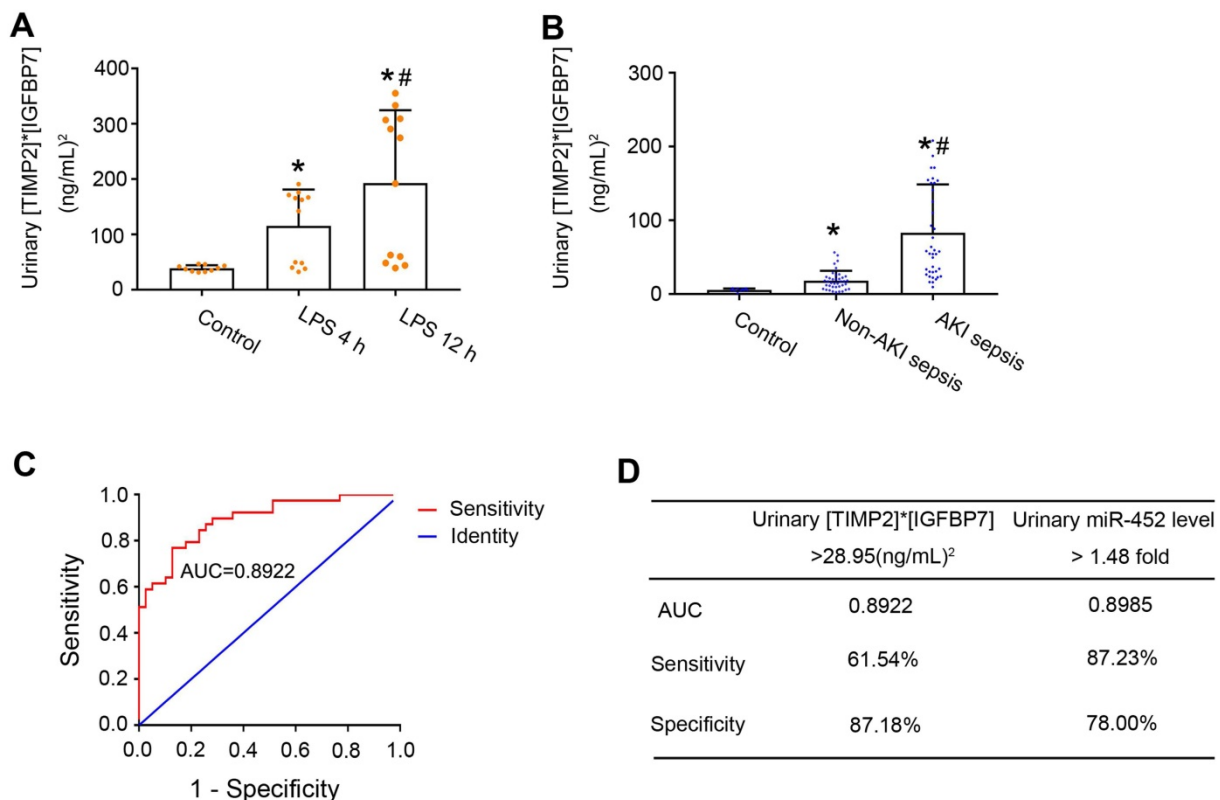 A
Urinary [TIMP2]*[IGFBP7]
(ng/mL)²
400
300
200
100
0
*
* #
Control
LPS 4 h
LPS 12 h
B
Urinary [TIMP2]*[IGFBP7]
(ng/mL)²
300
200
100
0
*
* #
Control
Non-AKI sepsis
AKI sepsis
C
Sensitivity
1.0
0.8
0.6
0.4
0.2
0.0
AUC=0.8922
Sensitivity
Identity
0.0 0.2 0.4 0.6 0.8 1.0
1 - Specificity
D
Urinary [TIMP2]*[IGFBP7] Urinary miR-452 level
>28.95(ng/mL)² > 1.48 fold
AUC 0.8922 0.8985
Sensitivity 61.54% 87.23%
Specificity 87.18% 78.00%